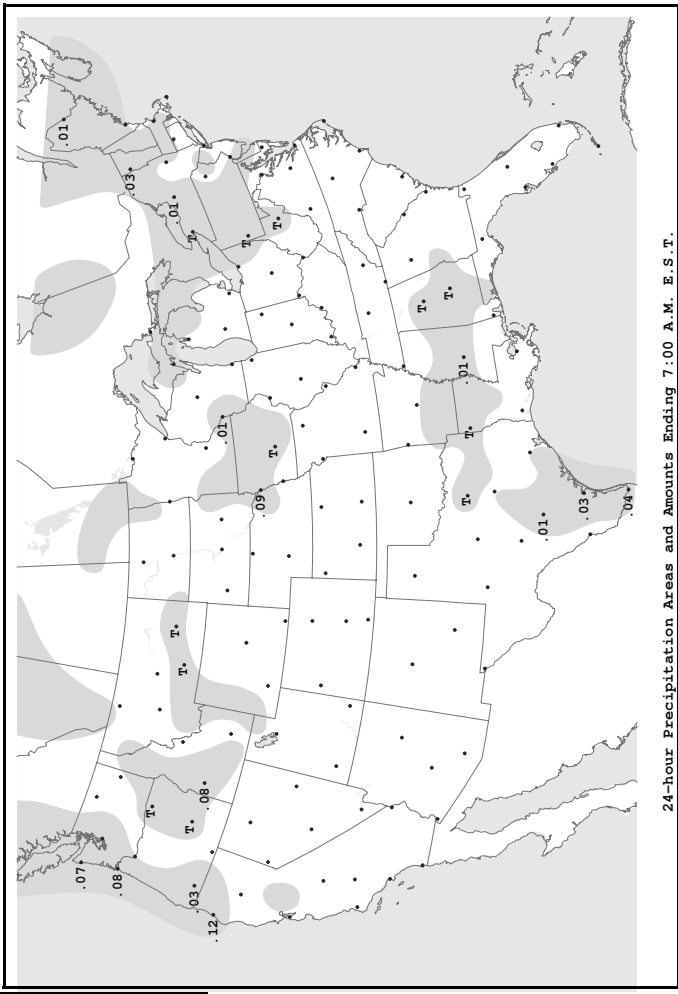 .01
.07
.08
.03
T
.01
T
T
T
T
.03
.08
.12
.01
T
.09
T
T
T
T
.01
T
T
.01
.03
.04
24-hour Precipitation Areas and Amounts Ending 7:00 A.M. E.S.T.